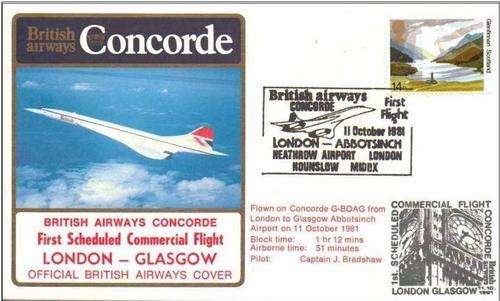 British airways Concorde
BRITISH AIRWAYS CONCORDE
First Scheduled Commercial Flight
LONDON – GLASGOW
OFFICIAL BRITISH AIRWAYS COVER
14
Glenfinnan Scotland
British airways
CONCORDE
First
Flight
11 October 1981
LONDON – ABBOTSINCH
HEATHROW AIRPORT LONDON
HOUNSLOW MIDDX
Flown on Concorde G-BOAG from
London to Glasgow Abbotsinch
Airport on 11 October 1981
Block time: 1 hr 12 mins
Airborne time: 51 minutes
Pilot: Captain J. Bradshaw
1st. SCHEDULED
COMMERCIAL FLIGHT
CONCORDE
British airways
LONDON GLASGOW